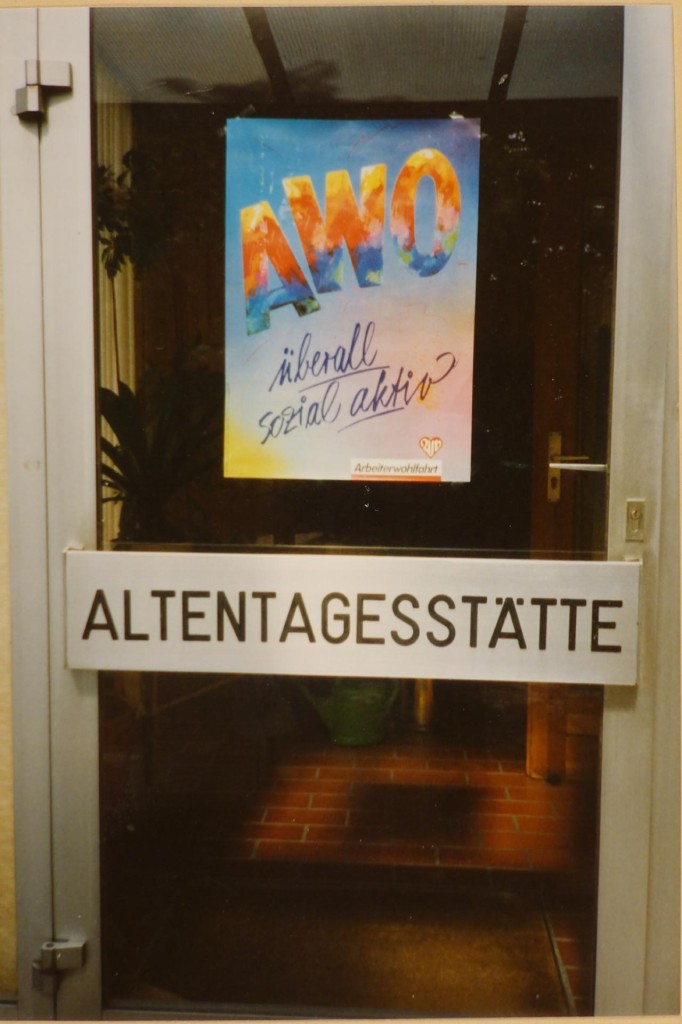 AWO
überall
sozial aktiv
Arbeiterwohlfahrt
ALTENTAGESSTÄTTE